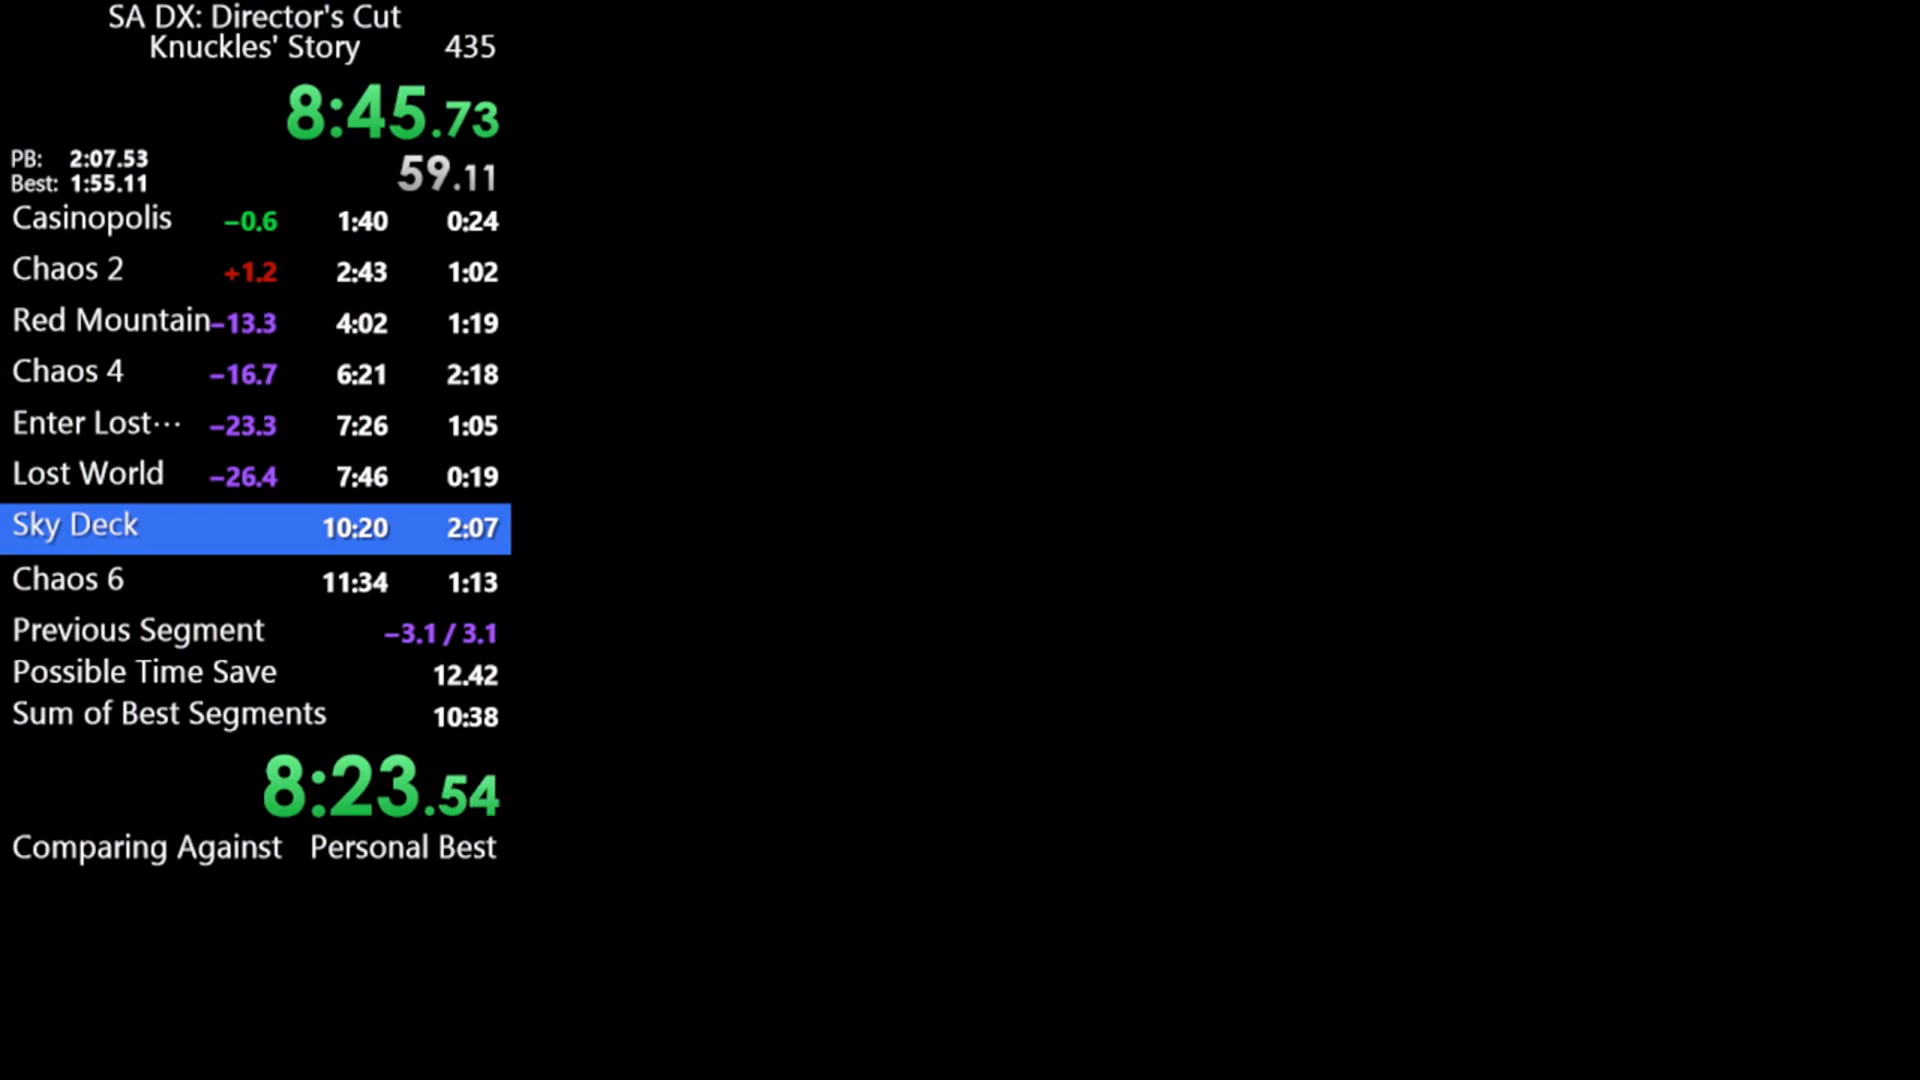 SA DX: Director's Cut
Knuckles' Story 435
8:45.73
PB: 2:07.53
Best: 1:55.11
59.11
Casinopolis −0.6 1:40 0:24
Chaos 2 +1.2 2:43 1:02
Red Mountain −13.3 4:02 1:19
Chaos 4 −16.7 6:21 2:18
Enter Lost… −23.3 7:26 1:05
Lost World −26.4 7:46 0:19
Sky Deck 10:20 2:07
Chaos 6 11:34 1:13
Previous Segment −3.1 / 3.1
Possible Time Save 12.42
Sum of Best Segments 10:38
8:23.54
Comparing Against Personal Best